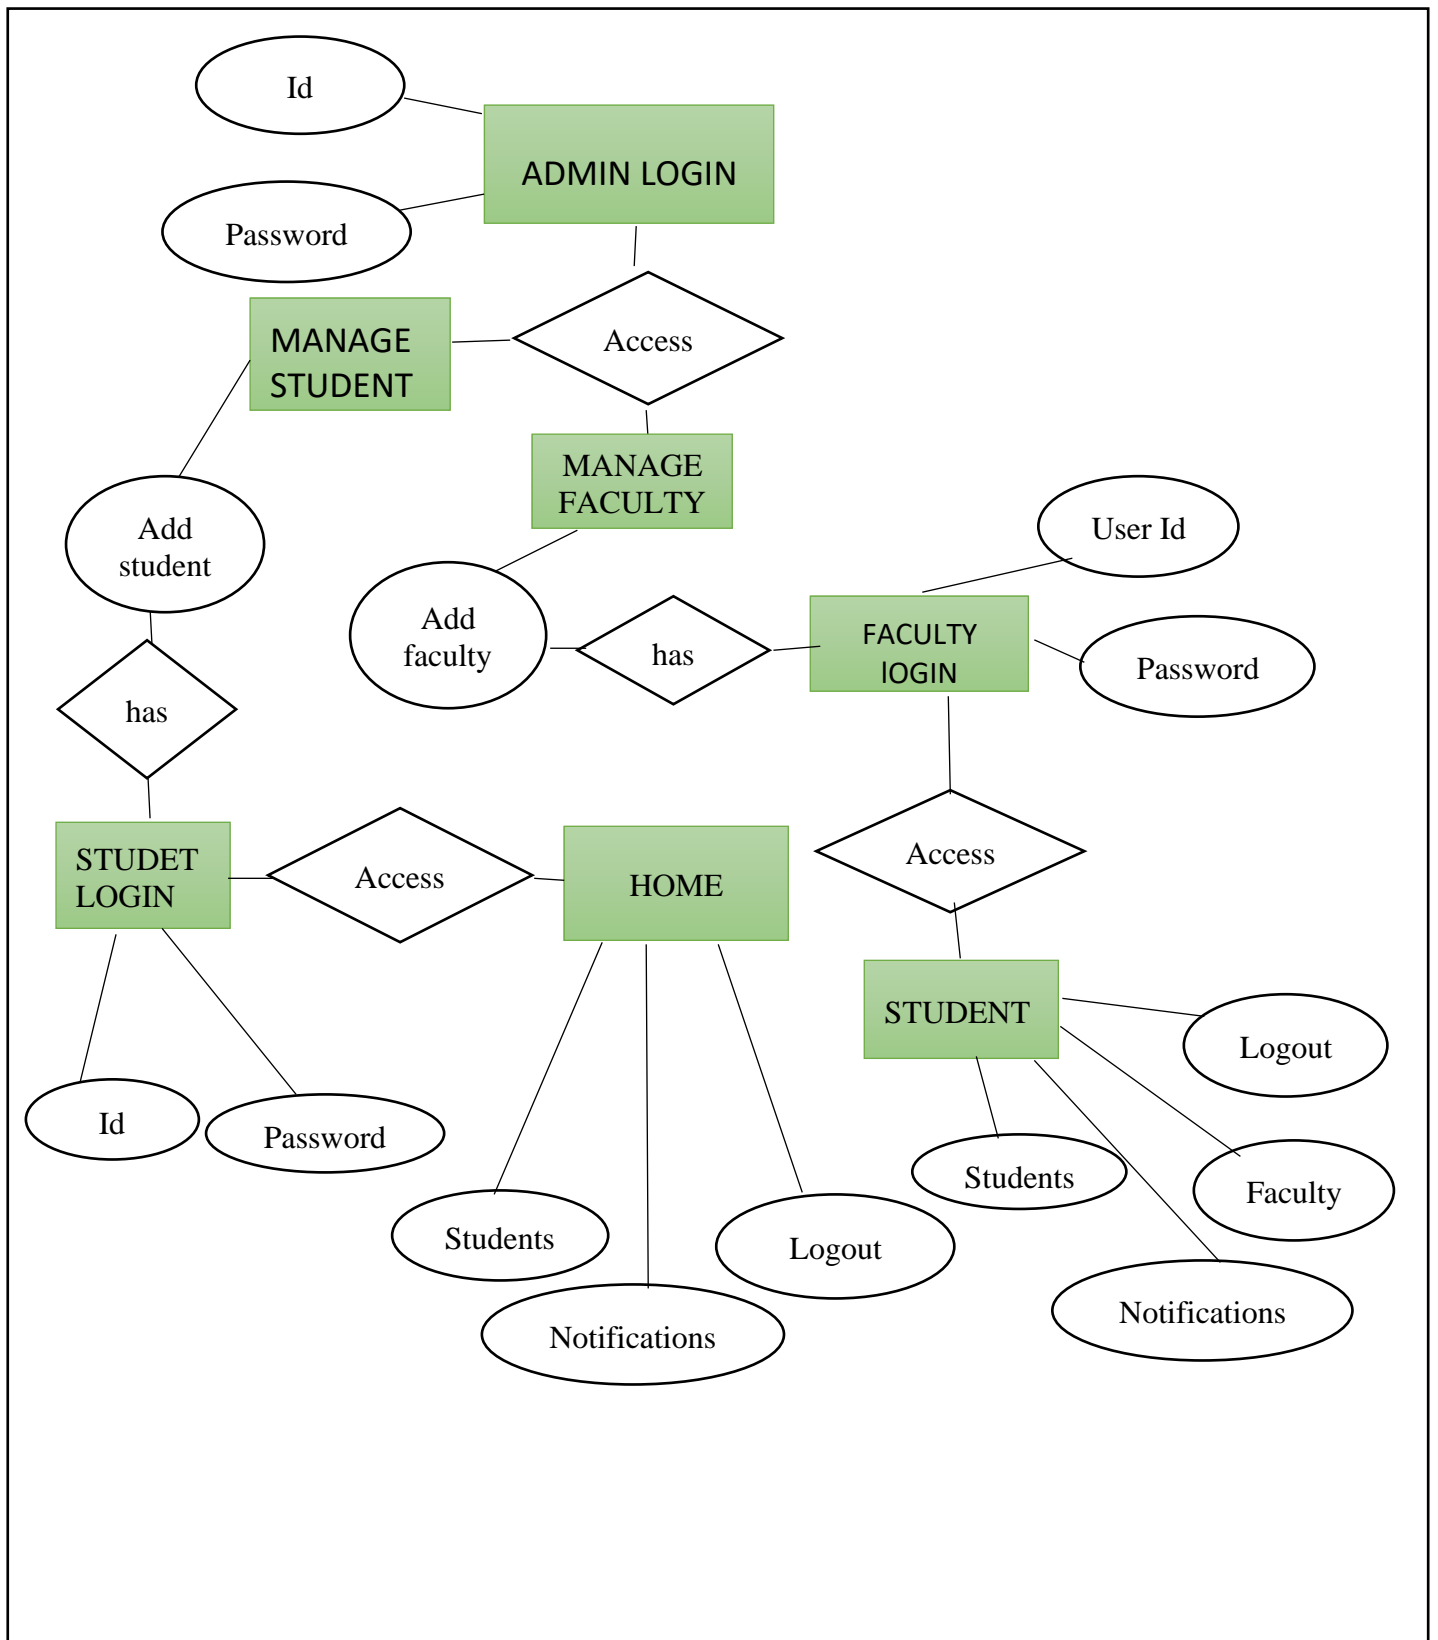 Id
ADMIN LOGIN
Password
MANAGE
STUDENT
Access
MANAGE
FACULTY
User Id
Add
student
Add
faculty
has
FACULTY
lOGIN
Password
has
STUDET
LOGIN
Access
HOME
Access
STUDENT
Logout
Id
Password
Students
Faculty
Students
Logout
Notifications
Notifications